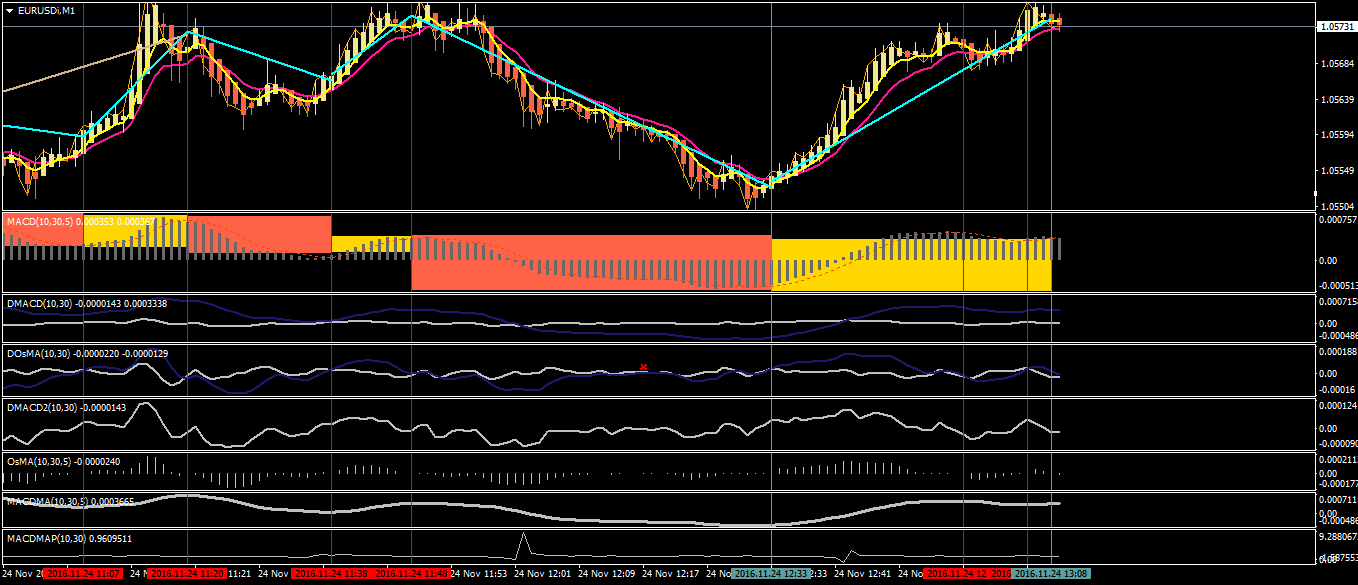 EURUSDi,M1
1.05731
1.05684
1.05639
1.05594
1.05549
1.05504
MACD(10,30,5) 0.000353 0.000367
0.000757
0.00
-0.000513
DMACD(10,30) -0.0000143 0.0003338
0.000715
0.00
-0.000486
DOsMA(10,30) -0.0000220 -0.0000129
0.000188
0.00
-0.00016
DMACD2(10,30) -0.0000143
0.000124
0.00
-0.000090
OsMA(10,30,5) -0.0000240
0.000211
0.00
-0.000177
MACDMA(10,30,5) 0.0003665
0.000711
0.00
-0.000486
MACDMAP(10,30) 0.9609511
9.288067
24 Nov 2016.11.24 11:07 24 2016.11.24 11:20 11:21 24 Nov 2016.11.24 11:38 2016.11.24 11:48 24 Nov 11:53 24 Nov 12:01 24 Nov 12:09 24 Nov 12:17 24 No 2016.11.24 12:33 24 Nov 12:41 24 No 2016.11.24 12 2016 2016.11.24 13:08